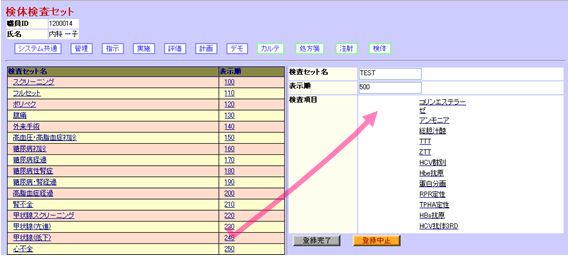 検体検査セット
職員ID 1200014
氏名 内科 一子
システム共通 管理 指示 実施 評価 計画 デモ カルテ 処方箋 注射 検体
検査セット名 表示順
スクリーニング 100
フルセット 110
ポリペク 120
腹痛 130
外来手術 140
高血圧・高脂血症初診 150
糖尿病初診 160
糖尿病経過 170
糖尿病性腎症 180
糖尿病・腎経過 190
高脂血症経過 200
腎不全 210
甲状腺スクリーニング 220
甲状腺(亢進) 230
甲状腺(低下) 240
心不全 250
検査セット名 TEST
表示順 500
検査項目
コリンエステラー
ゼ
アンモニア
総胆汁酸
TTT
ZTT
HCV群別
Hbe抗原
蛋白分画
RPR定性
TPHA定性
HBs抗原
HCV抗体3RD
登録完了 登録中止